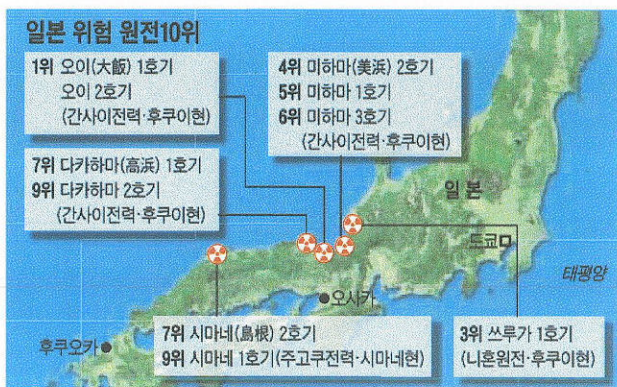 일본 위험 원전10위
1위 오이(大飯) 1호기
오이 2호기
(간사이전력·후쿠이현)
4위 미하마(美浜) 2호기
5위 미하마 1호기
6위 미하마 3호기
(간사이전력·후쿠이현)
7위 다카하마(高浜) 1호기
9위 다카하마 2호기
(간사이전력·후쿠이현)
일본
도쿄
태평양
오사카
후쿠오카
7위 시마네(島根) 2호기
9위 시마네 1호기(주고쿠전력·시마네현)
3위 쓰루가 1호기
(니혼원전·후쿠이현)